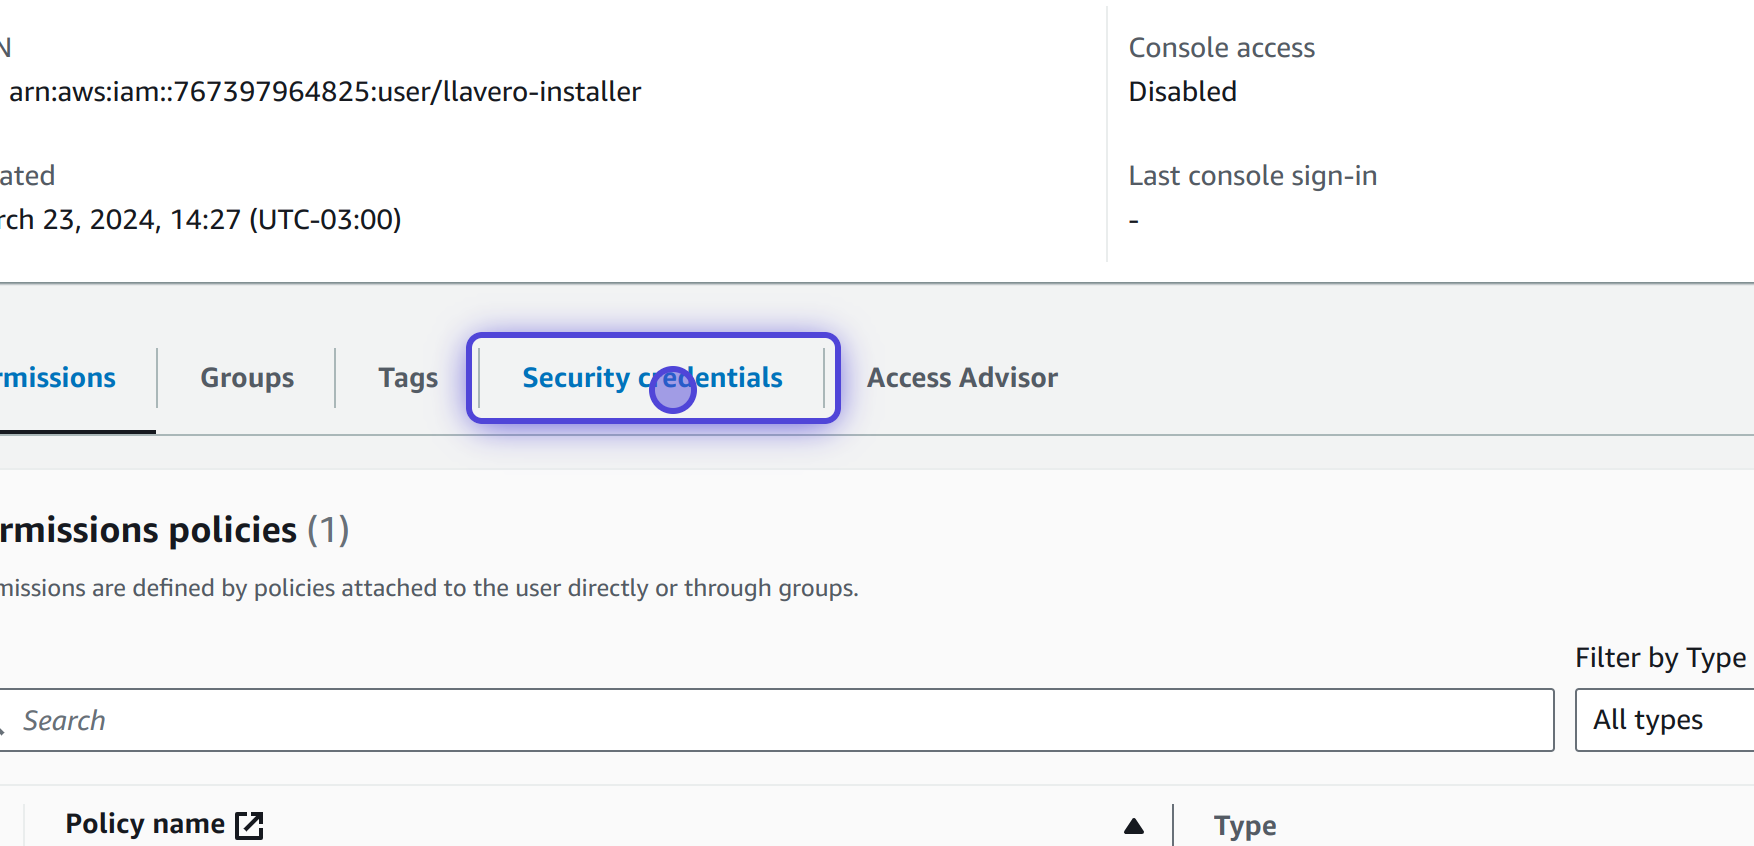 N
arn:aws:iam::767397964825:user/llavero-installer
Console access
Disabled
ated
rch 23, 2024, 14:27 (UTC-03:00)
Last console sign-in
-
rmissions
Groups
Tags
Security credentials
Access Advisor
rmissions policies (1)
missions are defined by policies attached to the user directly or through groups.
Filter by Type
Search
All types
Policy name
Type